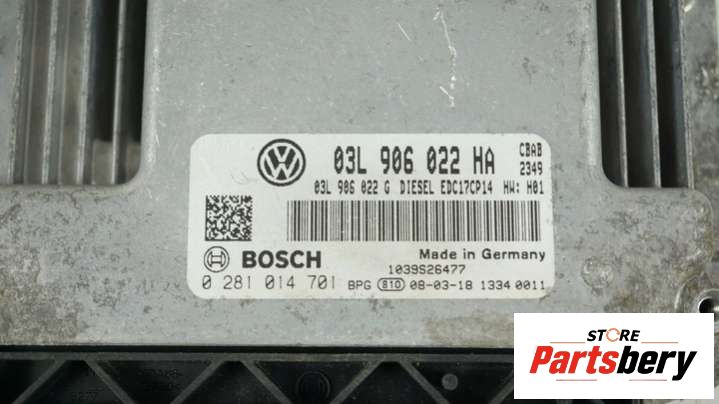 03L 906 022 HA
CBAB
2349
03L 906 022 G DIESEL EDC17CP14 HW: H01
BOSCH
Made in Germany
1039S26477
0 281 014 701 BPG 810 08-03-18 1334 0011
STORE
Partsbery